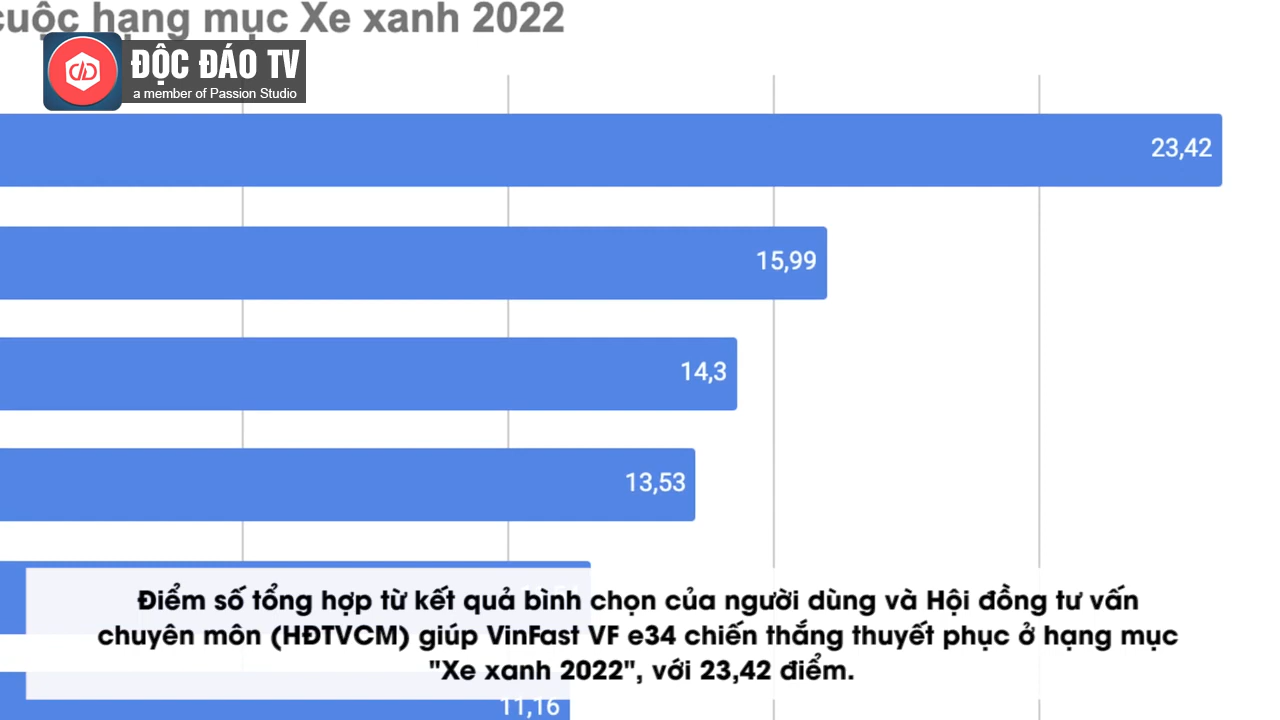 cuộc hạng mục Xe xanh 2022
ĐỘC ĐÁO TV
a member of Passion Studio
23,42
15,99
14,3
13,53
Điểm số tổng hợp từ kết quả bình chọn của người dùng và Hội đồng tư vấn
chuyên môn (HĐTVCM) giúp VinFast VF e34 chiến thắng thuyết phục ở hạng mục
"Xe xanh 2022", với 23,42 điểm.
11,16